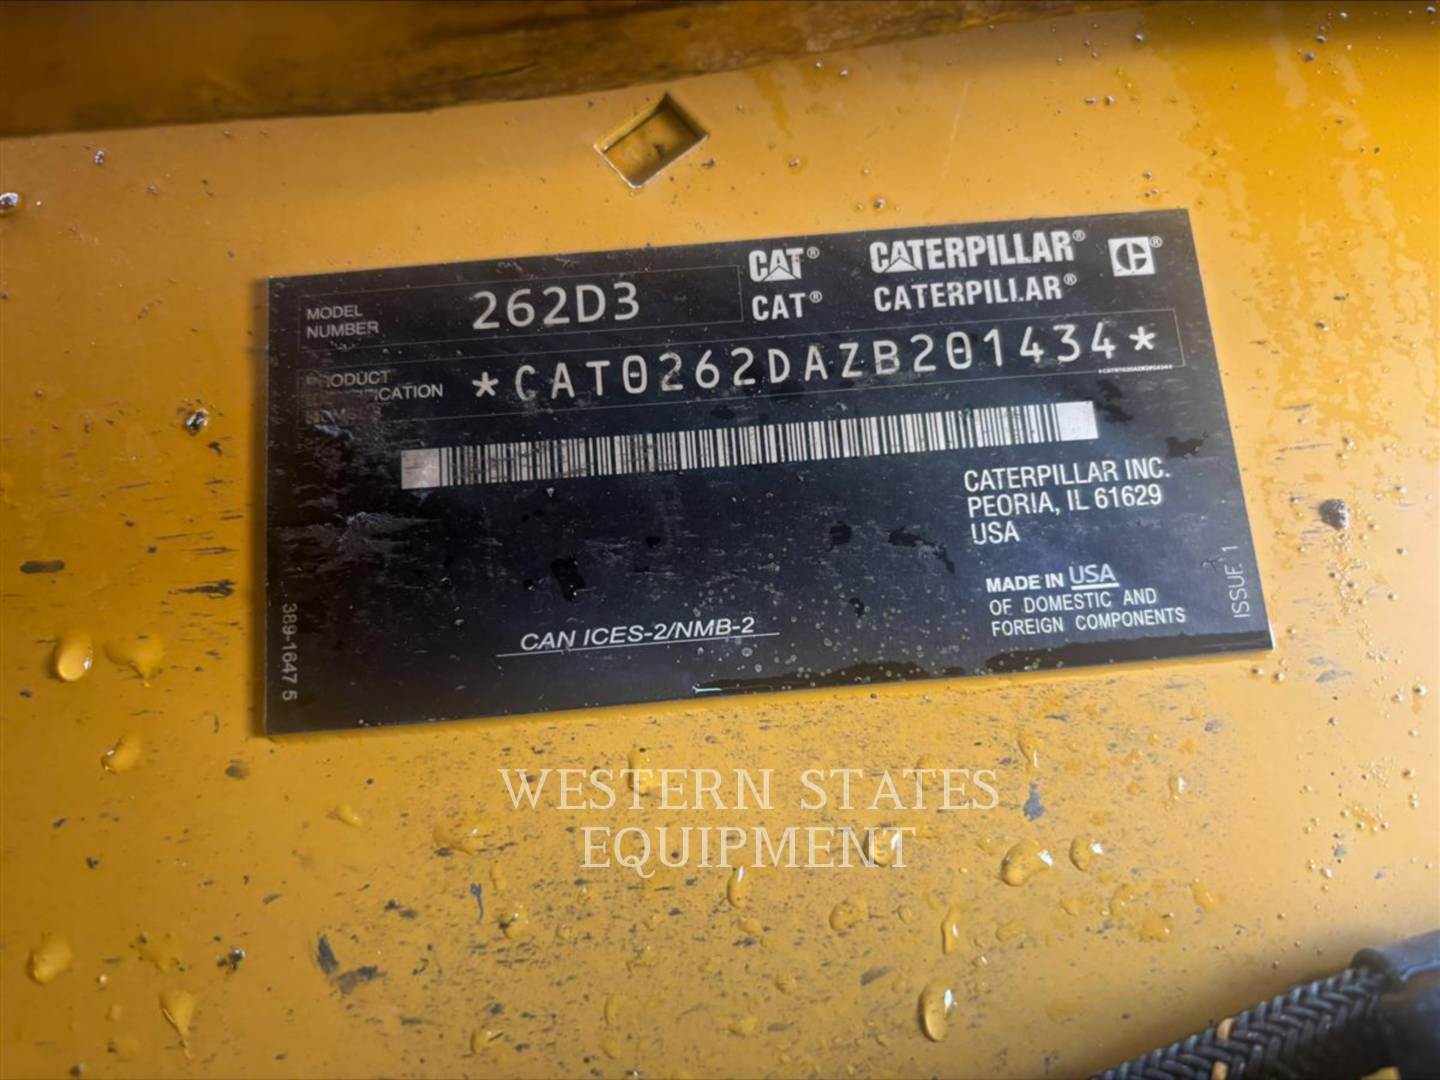 CAT® CATERPILLAR®
CAT® CATERPILLAR®
MODEL NUMBER 262D3
PRODUCT
*CAT0262DAZB201434*
CATERPILLAR INC.
PEORIA, IL 61629
USA
MADE IN USA
OF DOMESTIC AND
FOREIGN COMPONENTS
CAN ICES-2/NMB-2
389-1647 5
ISSUE 1
WESTERN STATES
EQUIPMENT